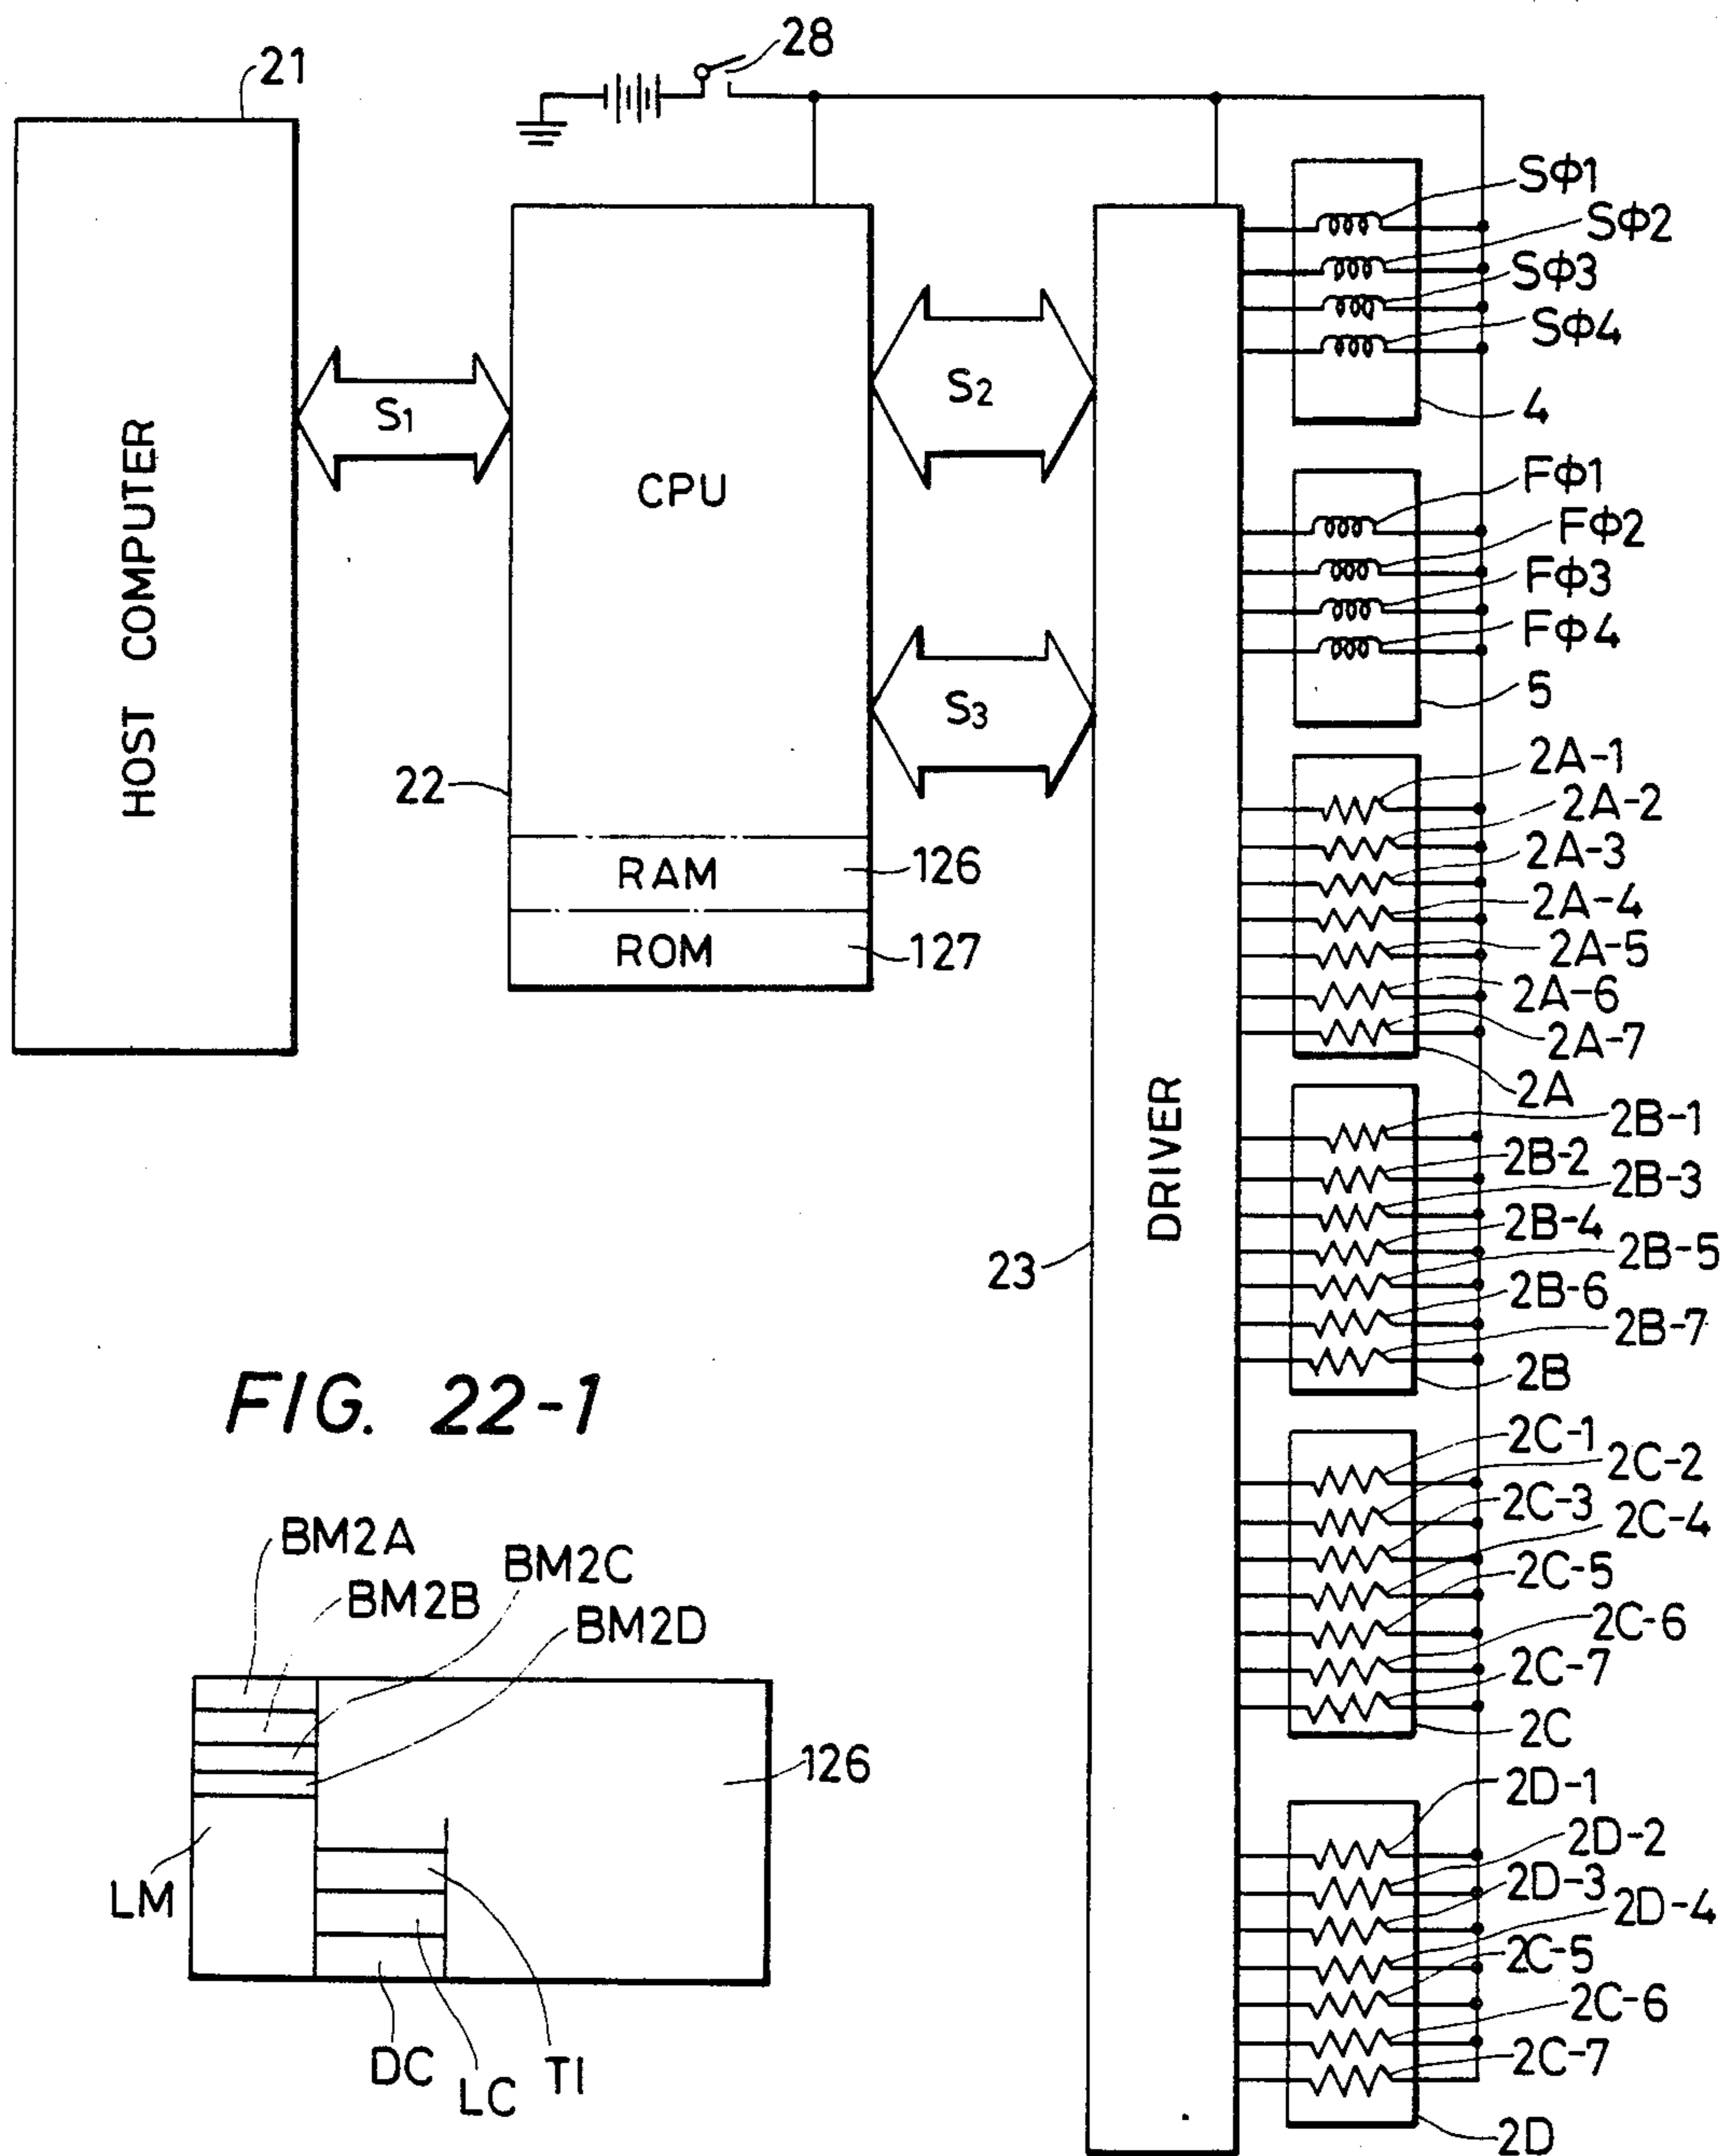 21
28
HOST COMPUTER
S1
CPU
22
RAM
126
ROM
127
S2
S3
DRIVER
23
SΦ1
SΦ2
SΦ3
SΦ4
4
FΦ1
FΦ2
FΦ3
FΦ4
5
2A-1
2A-2
2A-3
2A-4
2A-5
2A-6
2A-7
2A
2B-1
2B-2
2B-3
2B-4
2B-5
2B-6
2B-7
2B
2C-1
2C-2
2C-3
2C-4
2C-5
2C-6
2C-7
2C
2D-1
2D-2
2D-3
2D-4
2C-5
2C-6
2C-7
2D
FIG. 22-1
BM2A
BM2B
BM2C
BM2D
126
LM
DC
LC
TI